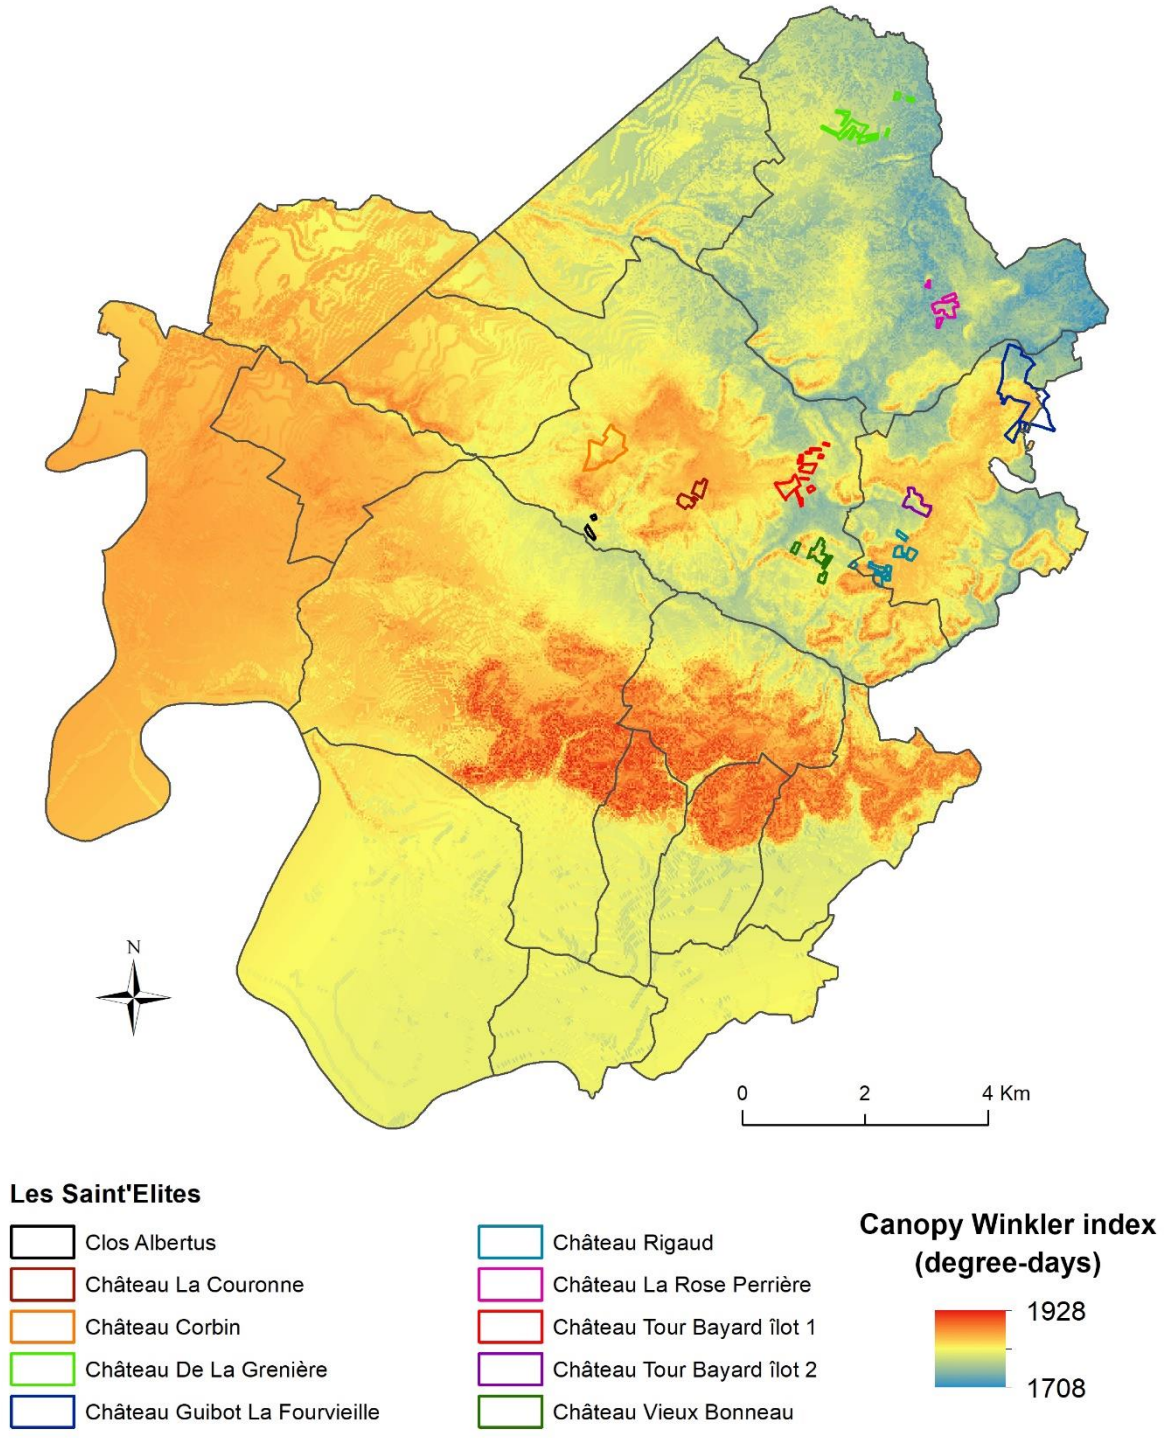 N
0 2 4 Km
Les Saint'Elites
Clos Albertus
Château La Couronne
Château Corbin
Château De La Grenière
Château Guibot La Fourvieille
Château Rigaud
Château La Rose Perrière
Château Tour Bayard îlot 1
Château Tour Bayard îlot 2
Château Vieux Bonneau
Canopy Winkler index
(degree-days)
1928
1708